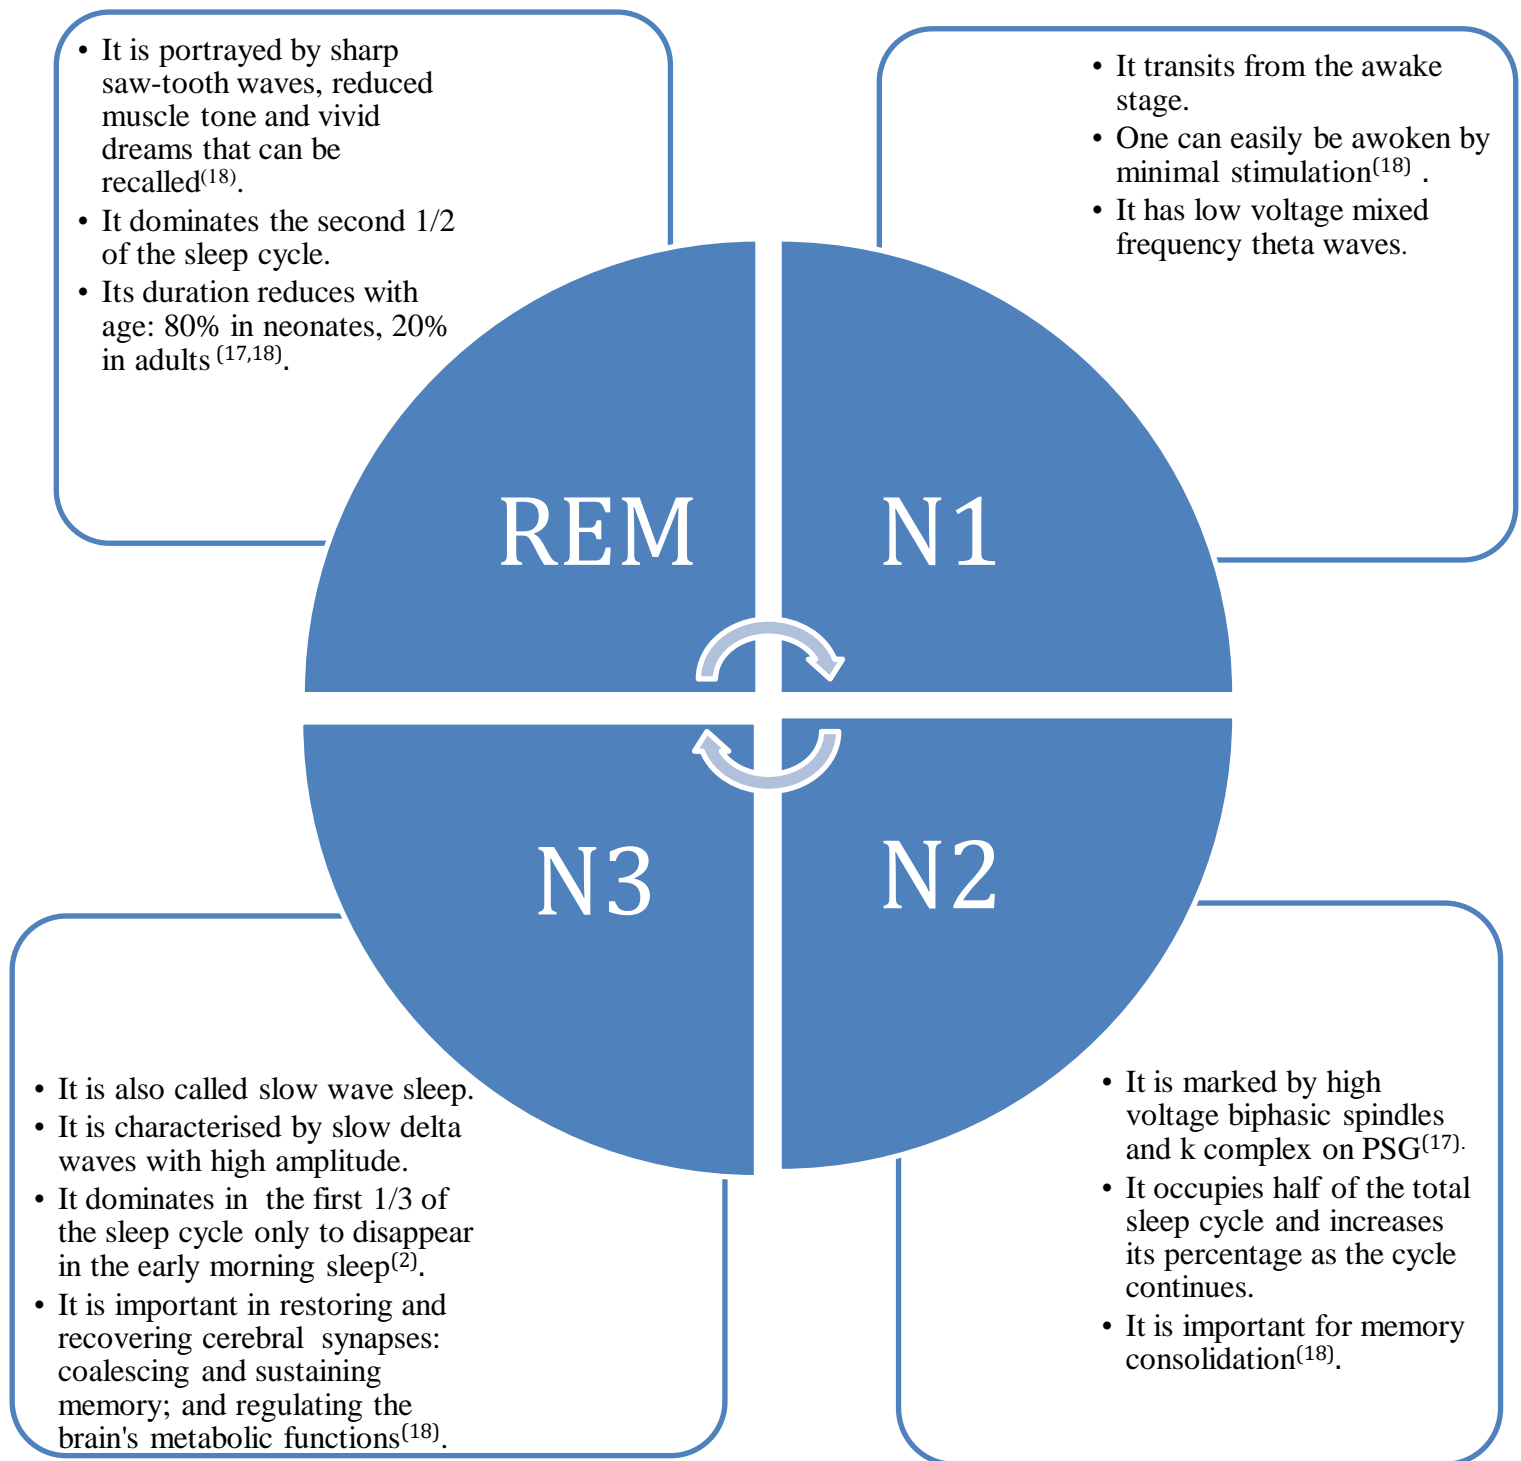 • It is portrayed by sharp
saw-tooth waves, reduced
muscle tone and vivid
dreams that can be
recalled(18).
• It dominates the second 1/2
of the sleep cycle.
• Its duration reduces with
age: 80% in neonates, 20%
in adults (17,18).
• It transits from the awake
stage.
• One can easily be awoken by
minimal stimulation(18) .
• It has low voltage mixed
frequency theta waves.
REM
N1
N3
N2
• It is also called slow wave sleep.
• It is characterised by slow delta
waves with high amplitude.
• It dominates in the first 1/3 of
the sleep cycle only to disappear
in the early morning sleep(2).
• It is important in restoring and
recovering cerebral synapses:
coalescing and sustaining
memory; and regulating the
brain's metabolic functions(18).
• It is marked by high
voltage biphasic spindles
and k complex on PSG(17).
• It occupies half of the total
sleep cycle and increases
its percentage as the cycle
continues.
• It is important for memory
consolidation(18).